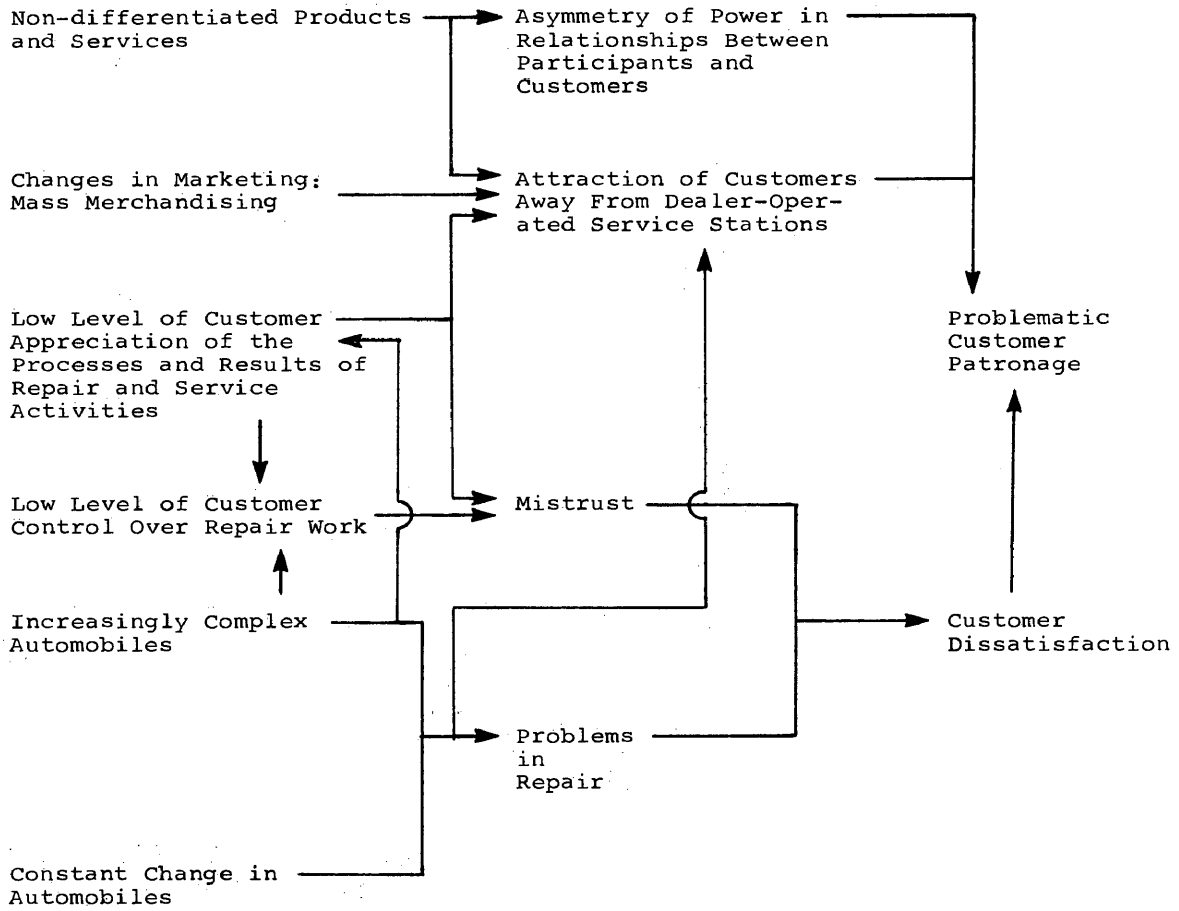 Non-differentiated Products
and Services
Asymmetry of Power in
Relationships Between
Participants and
Customers
Changes in Marketing:
Mass Merchandising
Attraction of Customers
Away From Dealer-Oper-
ated Service Stations
Low Level of Customer
Appreciation of the
Processes and Results of
Repair and Service
Activities
Problematic
Customer
Patronage
Low Level of Customer
Control Over Repair Work
Mistrust
Increasingly Complex
Automobiles
Customer
Dissatisfaction
Problems
in
Repair
Constant Change in
Automobiles